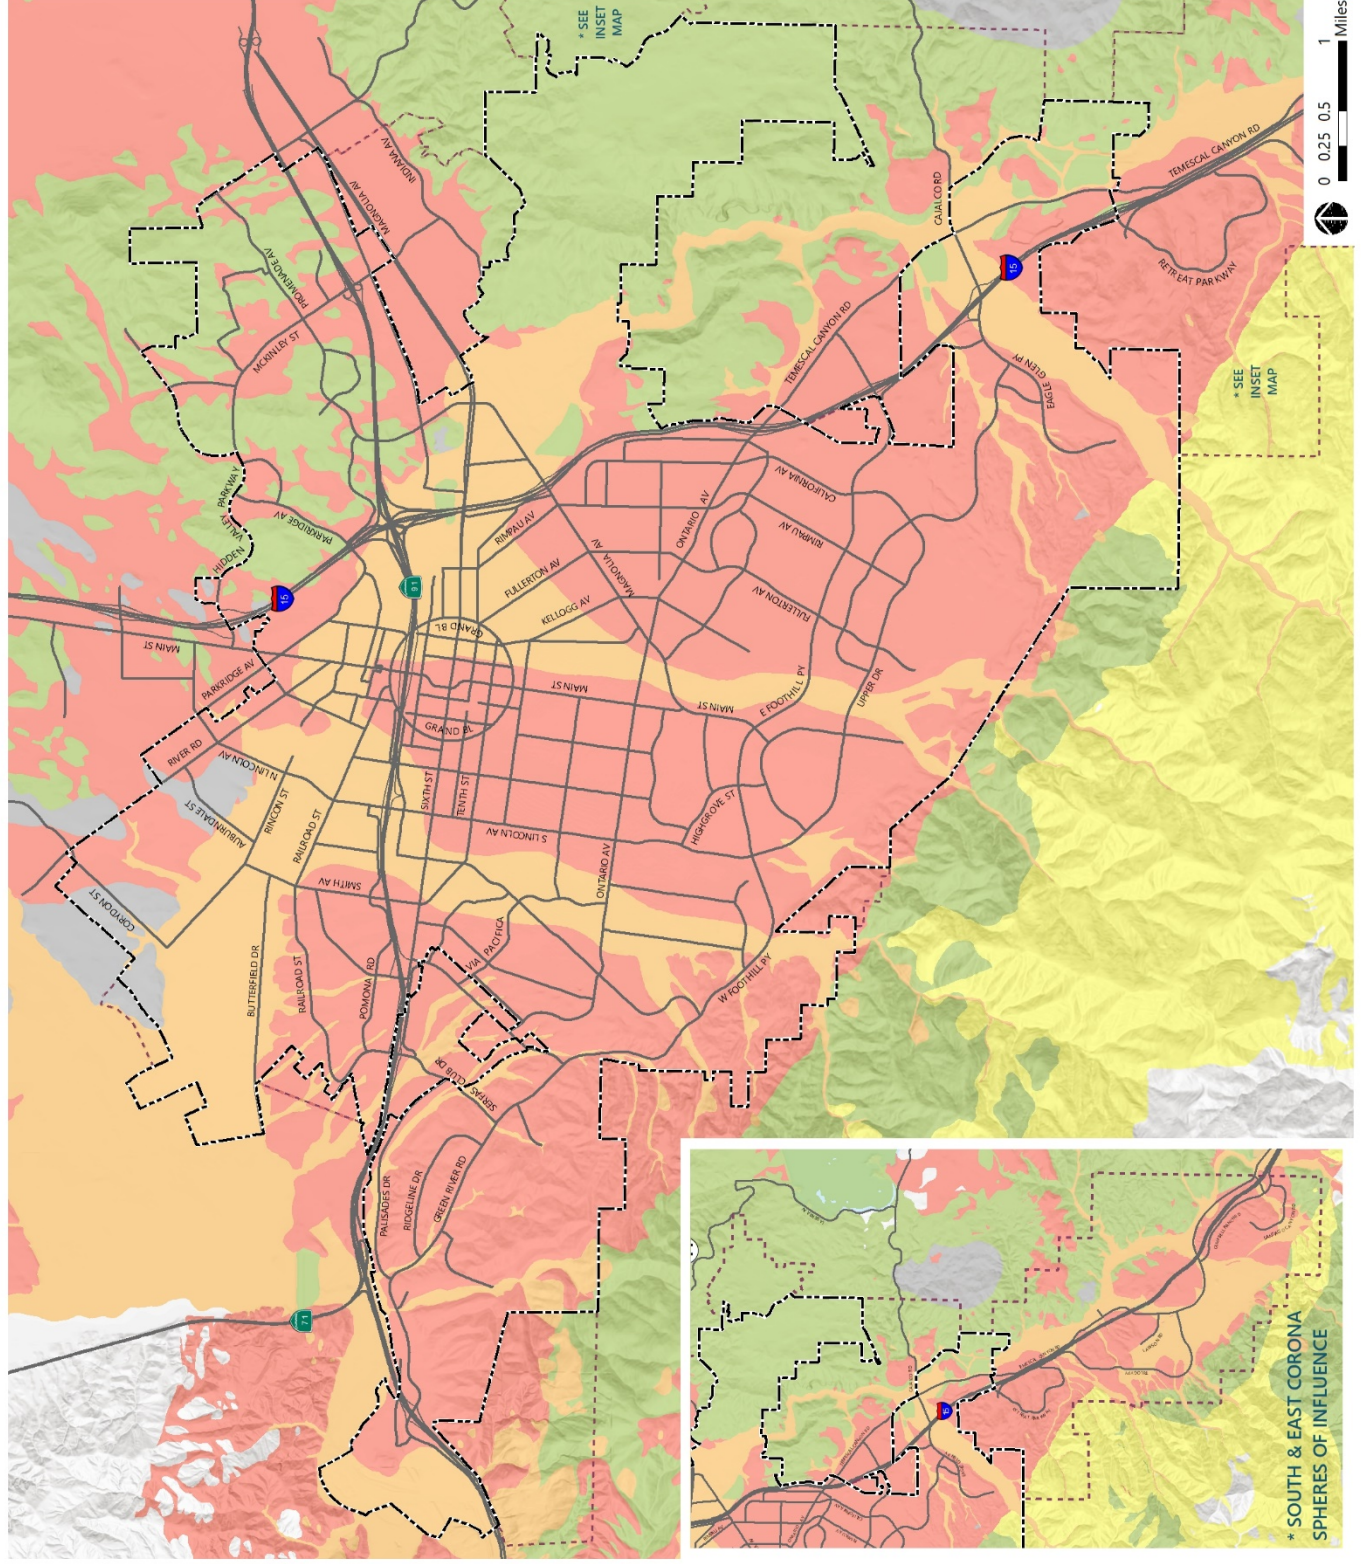 * SEE
INSET
MAP
0 0.25 0.5 1
Miles
INDIANA AV
MAGNOLIA AV
PROMENADE AV
MCKINLEY ST
HIDDEN VALLEY PARKWAY
PARKRIDGE AV
15
91
MAIN ST
PARKRIDGE AV
RIVER RD
N LINCOLN AV
AUBURNDALE ST
RINCON ST
RAILROAD ST
CORYDON ST
SMITH AV
BUTTERFIELD DR
RAILROAD ST
POMONA RD
GRAND BL
GRAND BL
SIXTH ST
TENTH ST
S LINCOLN AV
RIMPAU AV
FULLERTON AV
KELLOGG AV
MAGNOLIA AV
ONTARIO AV
CALIFORNIA AV
RIMPAU AV
FULLERTON AV
MAIN ST
MAIN ST
E FOOTHILL PY
UPPER DR
HIGHGROVE ST
ONTARIO AV
VIA PACIFICA
W FOOTHILL PY
SERFAS CLUB DR
PALISADES DR
RIDGELINE DR
GREEN RIVER RD
71
CAJALCO RD
TEMESCAL CANYON RD
TEMESCAL CANYON RD
15
RETREAT PARKWAY
EAGLE GLEN PY
* SEE
INSET
MAP
15
* SOUTH & EAST CORONA
SPHERES OF INFLUENCE